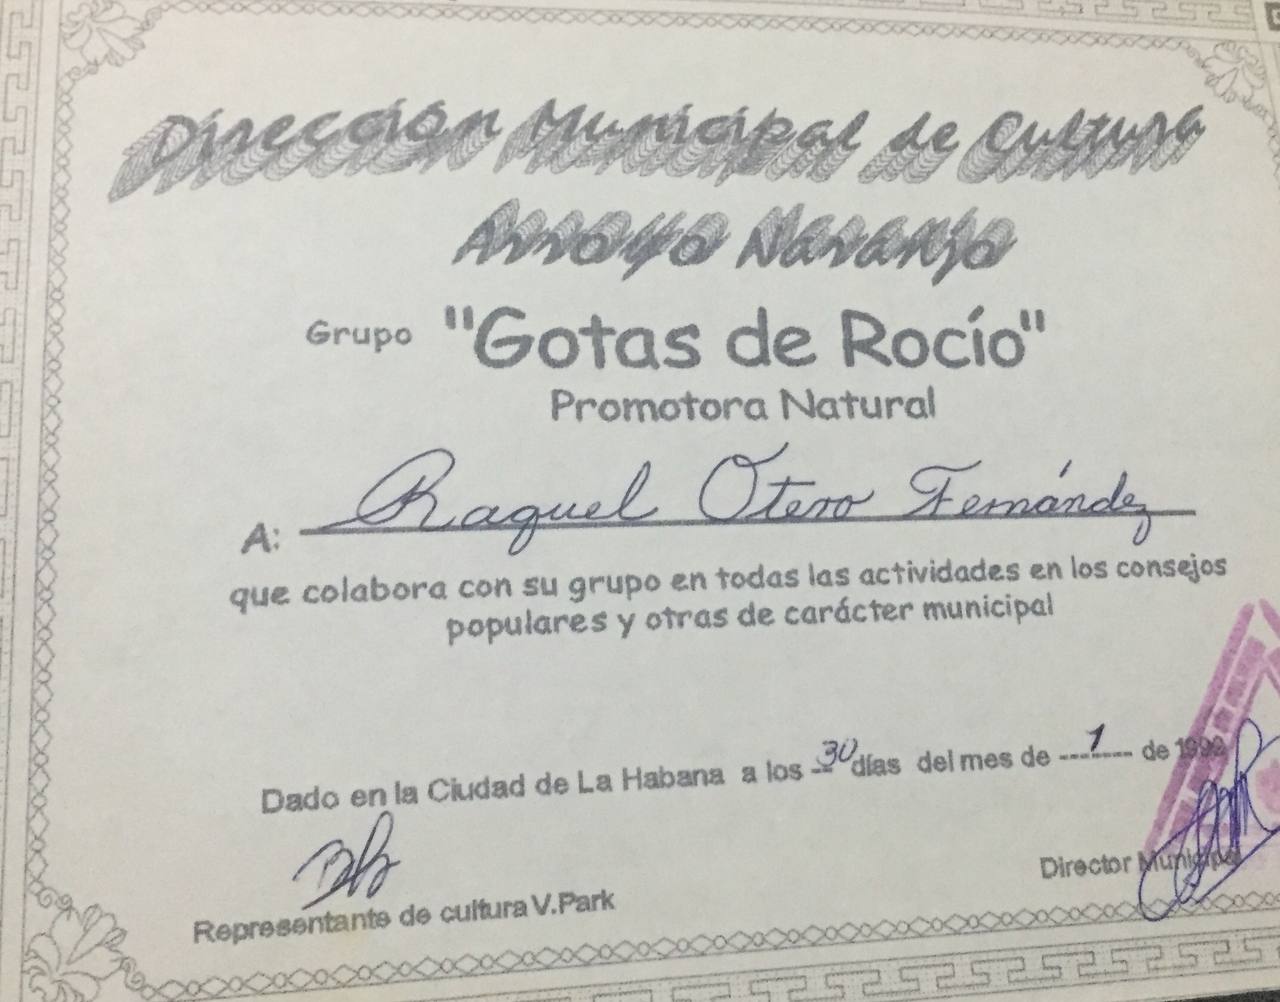 Dirección Municipal de Cultura
Arroyo Naranjo
Grupo "Gotas de Rocío"
Promotora Natural
A: Raquel Otero Fernández
que colabora con su grupo en todas las actividades en los consejos
populares y otras de carácter municipal
Dado en la Ciudad de La Habana a los 30 días del mes de 1 de
Representante de cultura V.Park
Director Municipal